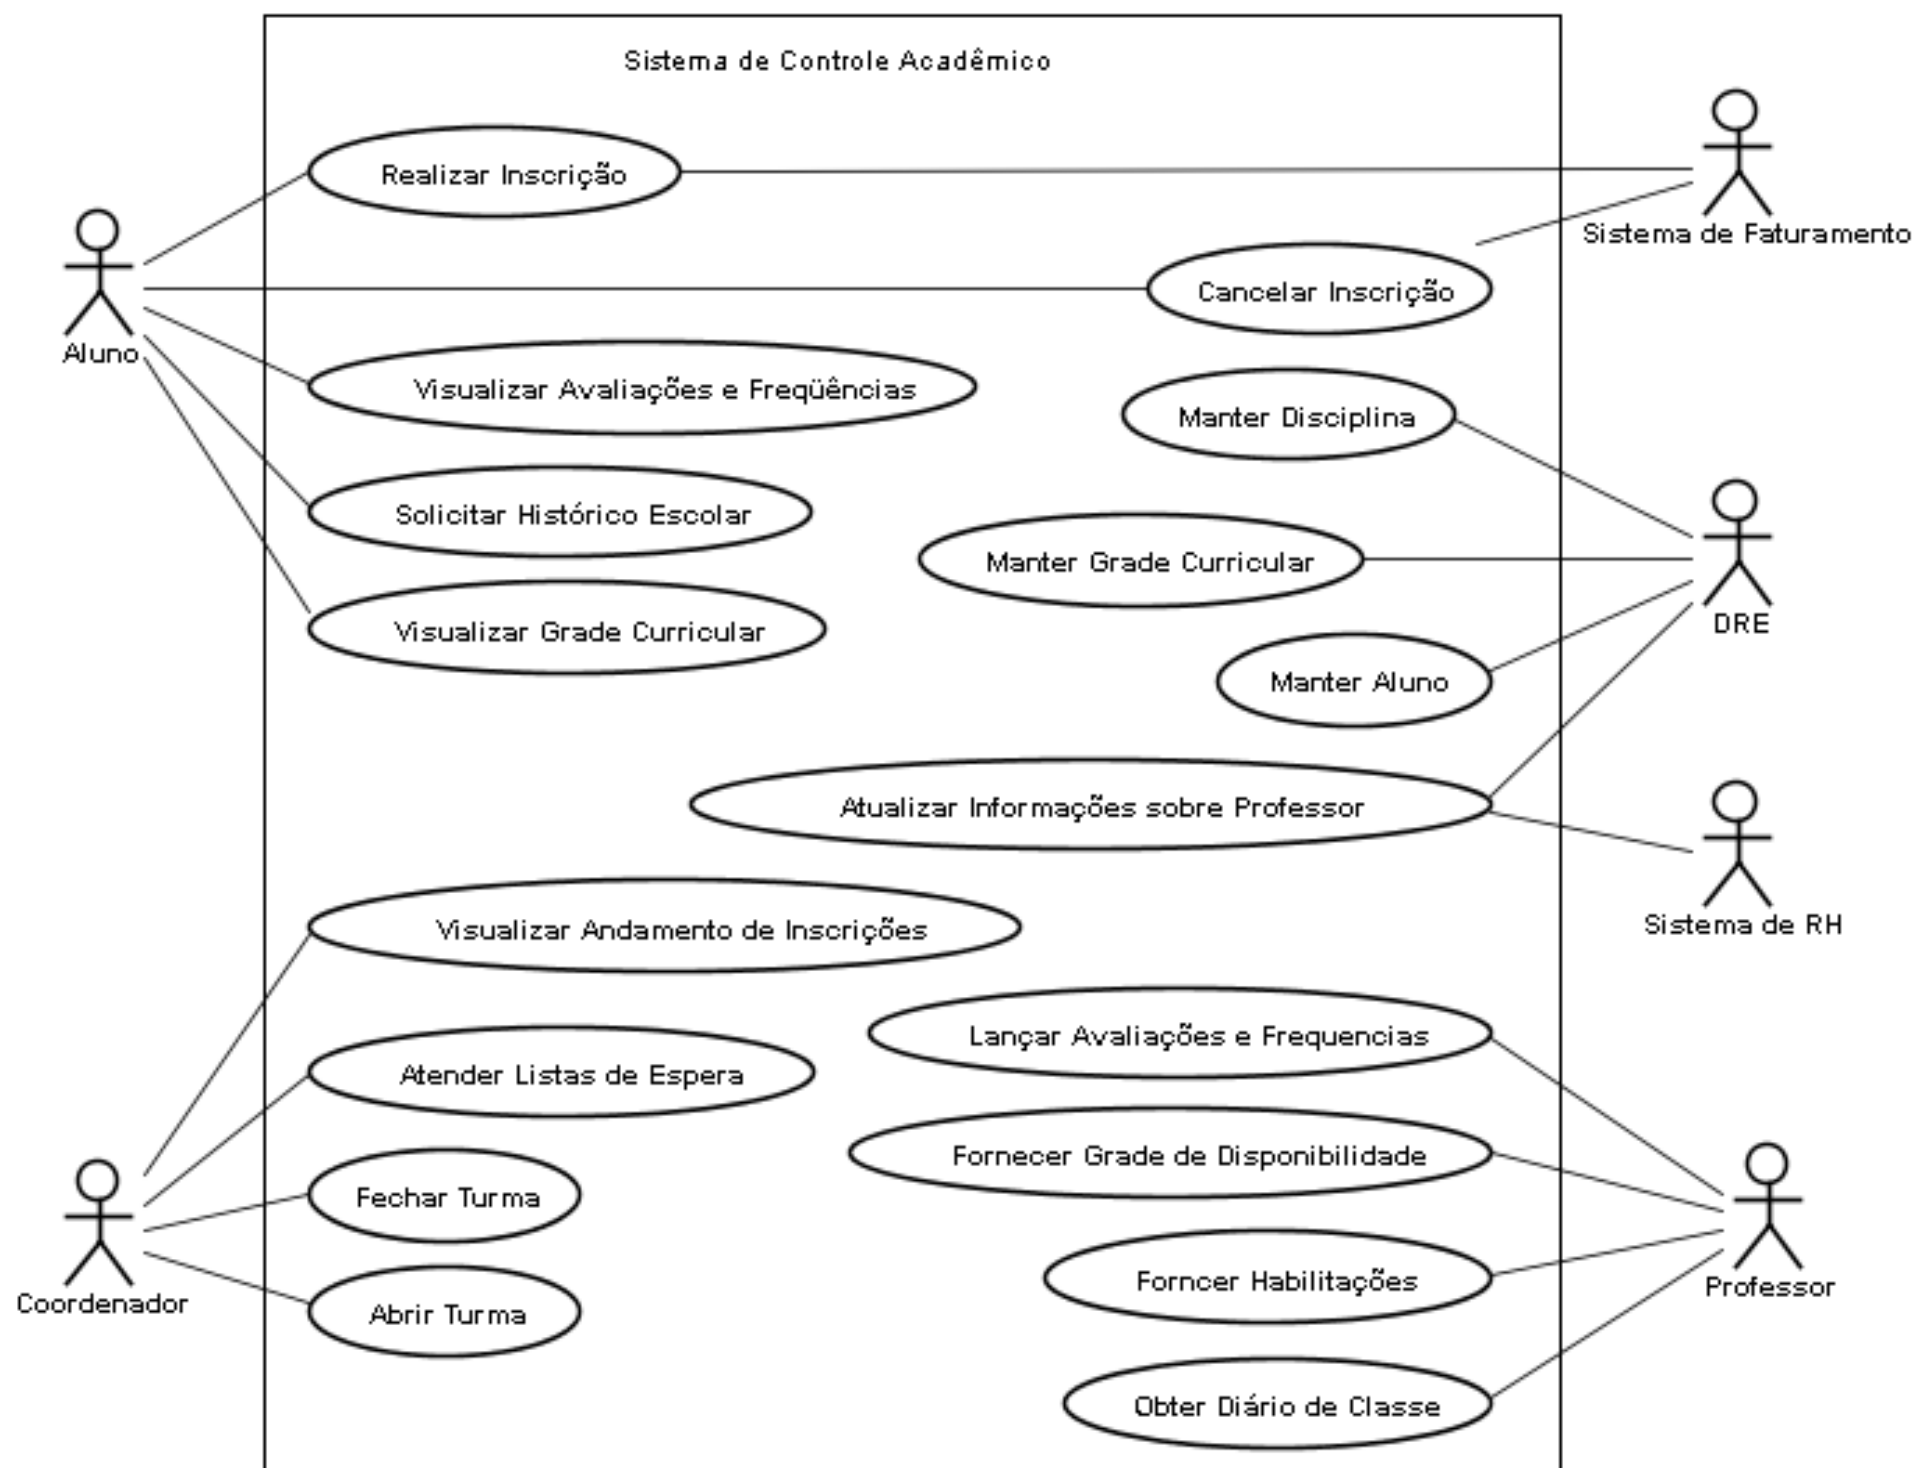 Sistema de Controle Acadêmico
Realizar Inscrição
Sistema de Faturamento
Cancelar Inscrição
Aluno
Visualizar Avaliações e Freqüências
Manter Disciplina
Solicitar Histórico Escolar
Manter Grade Curricular
DRE
Visualizar Grade Curricular
Manter Aluno
Atualizar Informações sobre Professor
Sistema de RH
Visualizar Andamento de Inscrições
Lançar Avaliações e Frequencias
Atender Listas de Espera
Fornecer Grade de Disponibilidade
Fechar Turma
Forncer Habilitações
Professor
Coordenador
Abrir Turma
Obter Diário de Classe